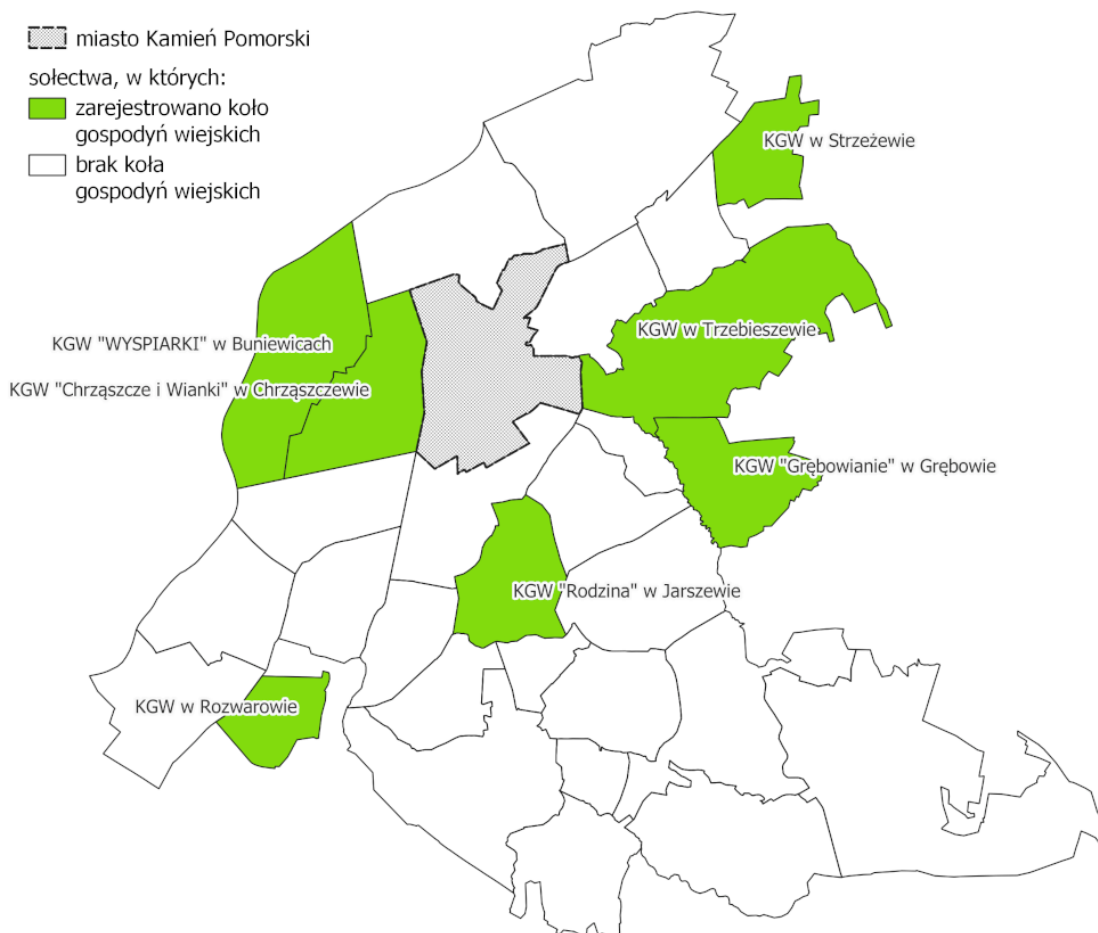 miasto Kamień Pomorski
sołectwa, w których:
zarejestrowano koło
gospodyń wiejskich
brak koła
gospodyń wiejskich
KGW w Strzeżewie
KGW w Trzebieszewie
KGW "WYSPIARKI" w Buniewicach
KGW "Chrząszcze i Wianki" w Chrząszczewie
KGW "Grębowianie" w Grębowie
KGW "Rodzina" w Jarszewie
KGW w Rozwarowie